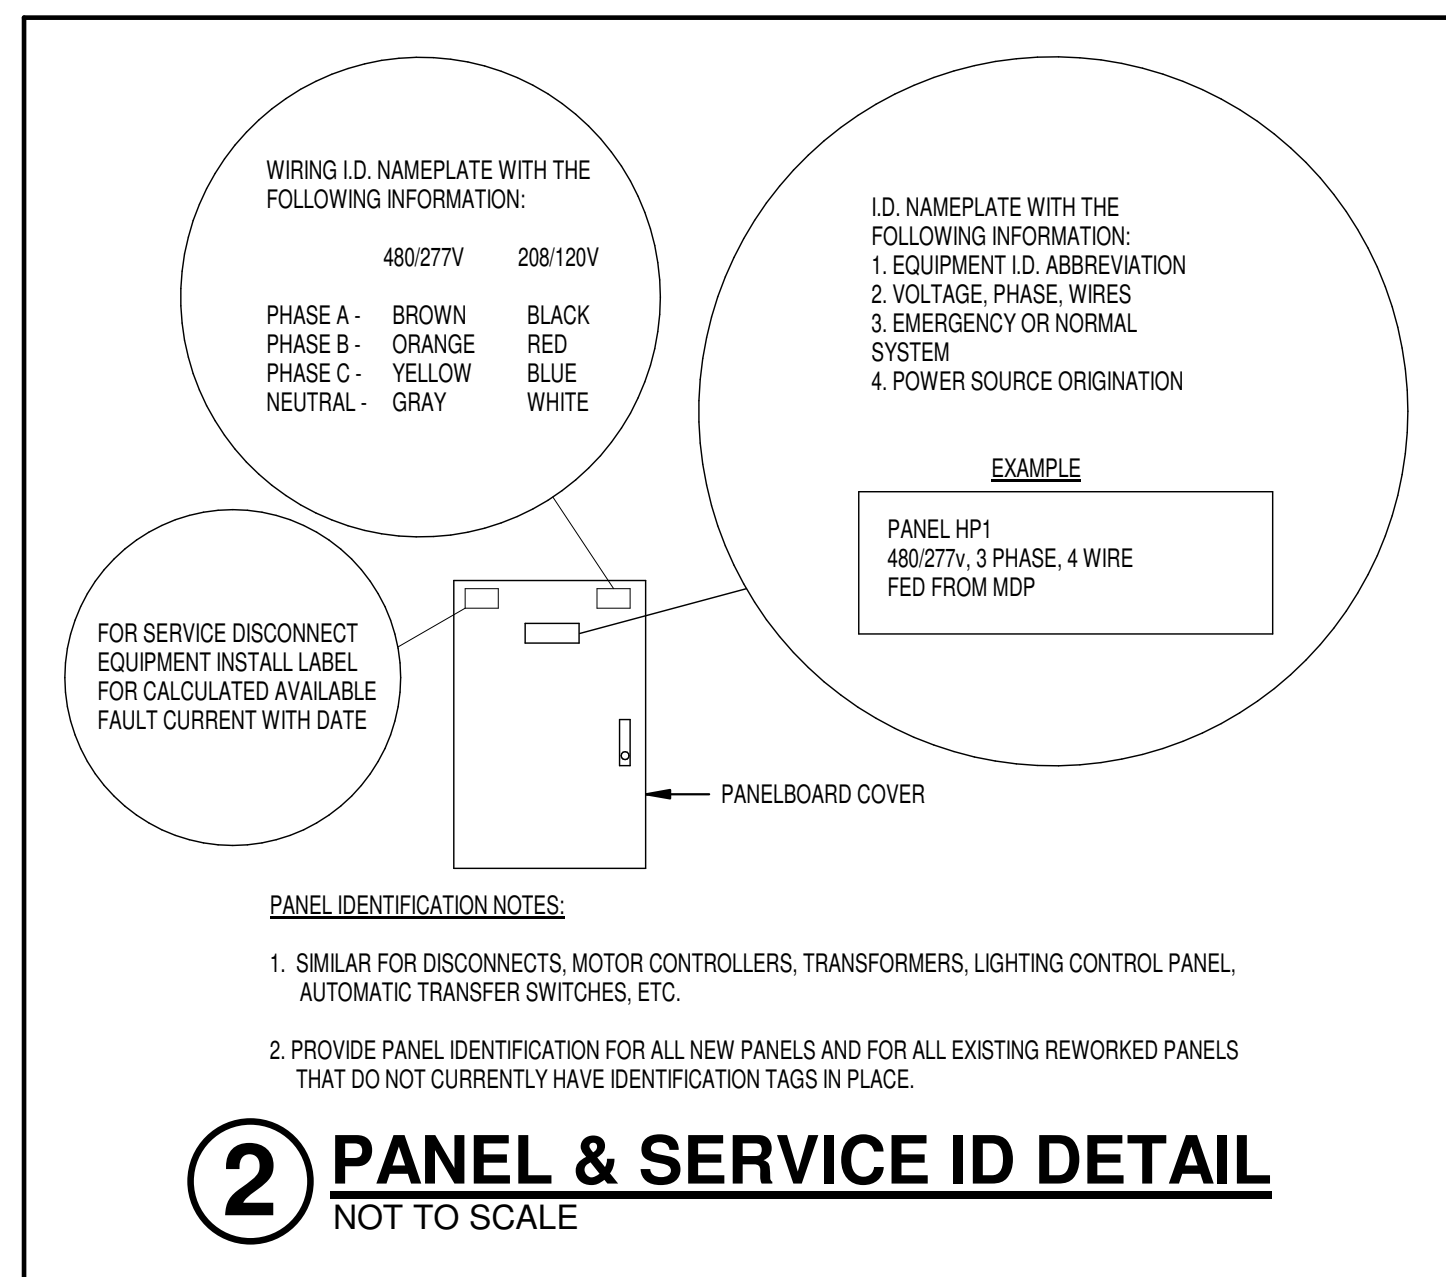 WIRING I.D. NAMEPLATE WITH THE
FOLLOWING INFORMATION:
480/277V 208/120V
PHASE A - BROWN BLACK
PHASE B - ORANGE RED
PHASE C - YELLOW BLUE
NEUTRAL - GRAY WHITE
I.D. NAMEPLATE WITH THE
FOLLOWING INFORMATION:
1. EQUIPMENT I.D. ABBREVIATION
2. VOLTAGE, PHASE, WIRES
3. EMERGENCY OR NORMAL
SYSTEM
4. POWER SOURCE ORIGINATION
EXAMPLE
PANEL HP1
480/277v, 3 PHASE, 4 WIRE
FED FROM MDP
FOR SERVICE DISCONNECT
EQUIPMENT INSTALL LABEL
FOR CALCULATED AVAILABLE
FAULT CURRENT WITH DATE
PANELBOARD COVER
PANEL IDENTIFICATION NOTES:
1. SIMILAR FOR DISCONNECTS, MOTOR CONTROLLERS, TRANSFORMERS, LIGHTING CONTROL PANEL,
AUTOMATIC TRANSFER SWITCHES, ETC.
2. PROVIDE PANEL IDENTIFICATION FOR ALL NEW PANELS AND FOR ALL EXISTING REWORKED PANELS
THAT DO NOT CURRENTLY HAVE IDENTIFICATION TAGS IN PLACE.
2 PANEL & SERVICE ID DETAIL
NOT TO SCALE